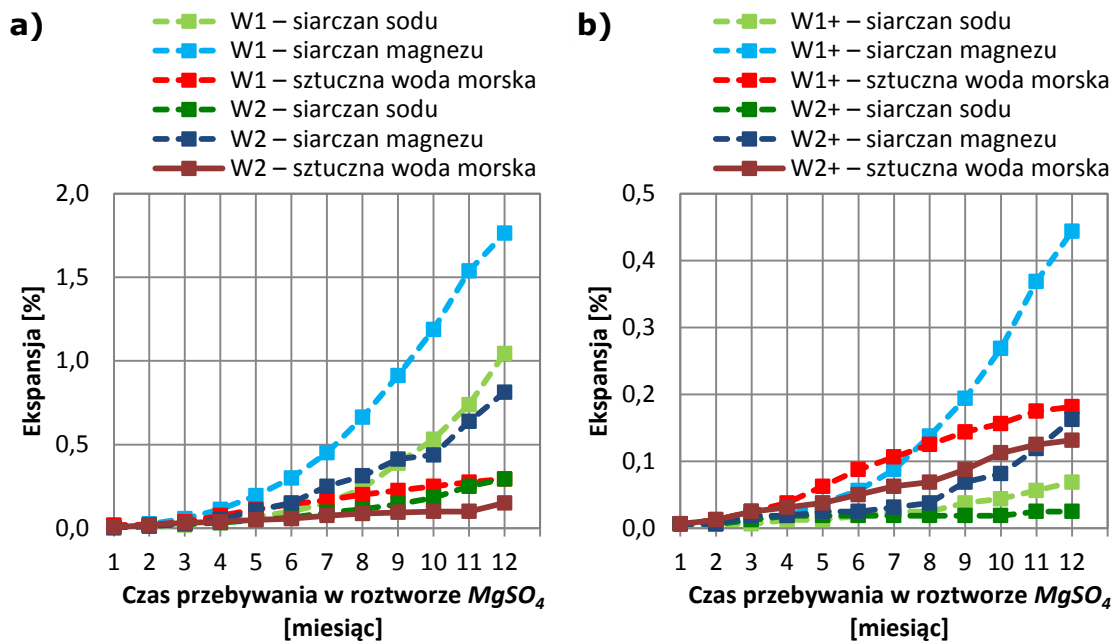 a)
W1 – siarczan sodu
W1 – siarczan magnezu
W1 – sztuczna woda morska
W2 – siarczan sodu
W2 – siarczan magnezu
W2 – sztuczna woda morska
2,0
1,5
1,0
0,5
0,0
Ekspansja [%]
1 2 3 4 5 6 7 8 9 10 11 12
Czas przebywania w roztworze MgSO4
[miesiąc]
b)
W1+ – siarczan sodu
W1+ – siarczan magnezu
W1+ – sztuczna woda morska
W2+ – siarczan sodu
W2+ – siarczan magnezu
W2+ – sztuczna woda morska
0,5
0,4
0,3
0,2
0,1
0,0
Ekspansja [%]
1 2 3 4 5 6 7 8 9 10 11 12
Czas przebywania w roztworze MgSO4
[miesiąc]